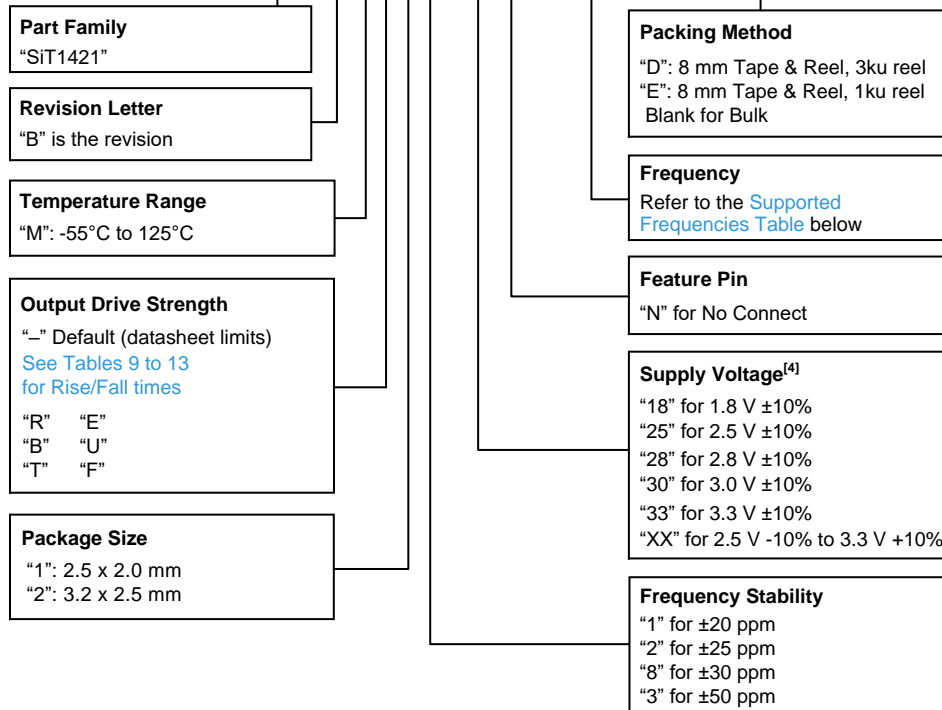 Part Family
“SiT1421”
Revision Letter
“B” is the revision
Temperature Range
“M”: -55°C to 125°C
Output Drive Strength
“–” Default (datasheet limits)
See Tables 9 to 13
for Rise/Fall times
“R” “E”
“B” “U”
“T” “F”
Package Size
“1”: 2.5 x 2.0 mm
“2”: 3.2 x 2.5 mm
Packing Method
“D”: 8 mm Tape & Reel, 3ku reel
“E”: 8 mm Tape & Reel, 1ku reel
Blank for Bulk
Frequency
Refer to the Supported
Frequencies Table below
Feature Pin
“N” for No Connect
Supply Voltage[4]
“18” for 1.8 V ±10%
“25” for 2.5 V ±10%
“28” for 2.8 V ±10%
“30” for 3.0 V ±10%
“33” for 3.3 V ±10%
“XX” for 2.5 V -10% to 3.3 V +10%
Frequency Stability
“1” for ±20 ppm
“2” for ±25 ppm
“8” for ±30 ppm
“3” for ±50 ppm